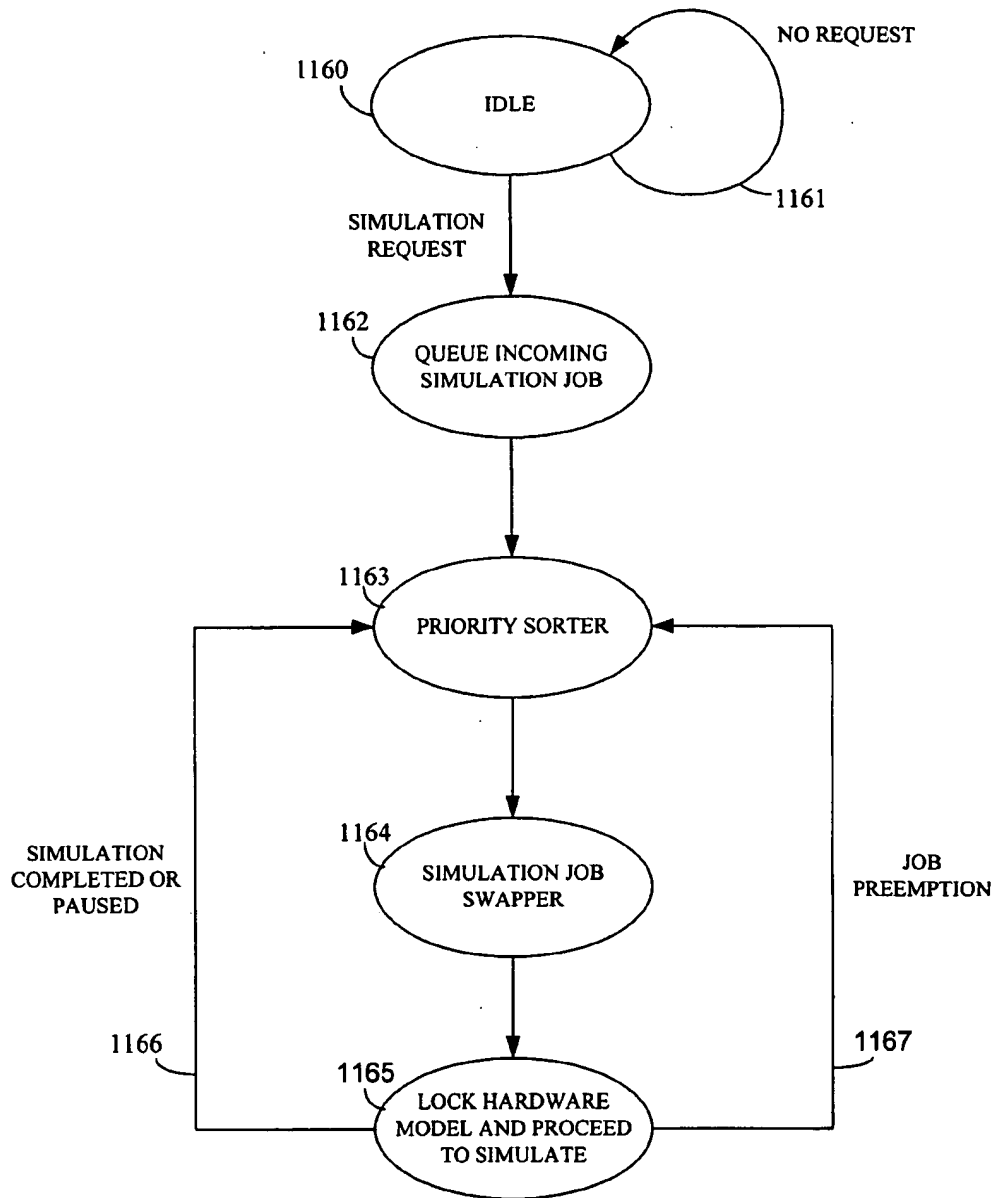 NO REQUEST
1160
IDLE
1161
SIMULATION
REQUEST
1162
QUEUE INCOMING
SIMULATION JOB
1163
PRIORITY SORTER
1164
SIMULATION JOB
SWAPPER
SIMULATION
COMPLETED OR
PAUSED
JOB
PREEMPTION
1166
1165
1167
LOCK HARDWARE
MODEL AND PROCEED
TO SIMULATE